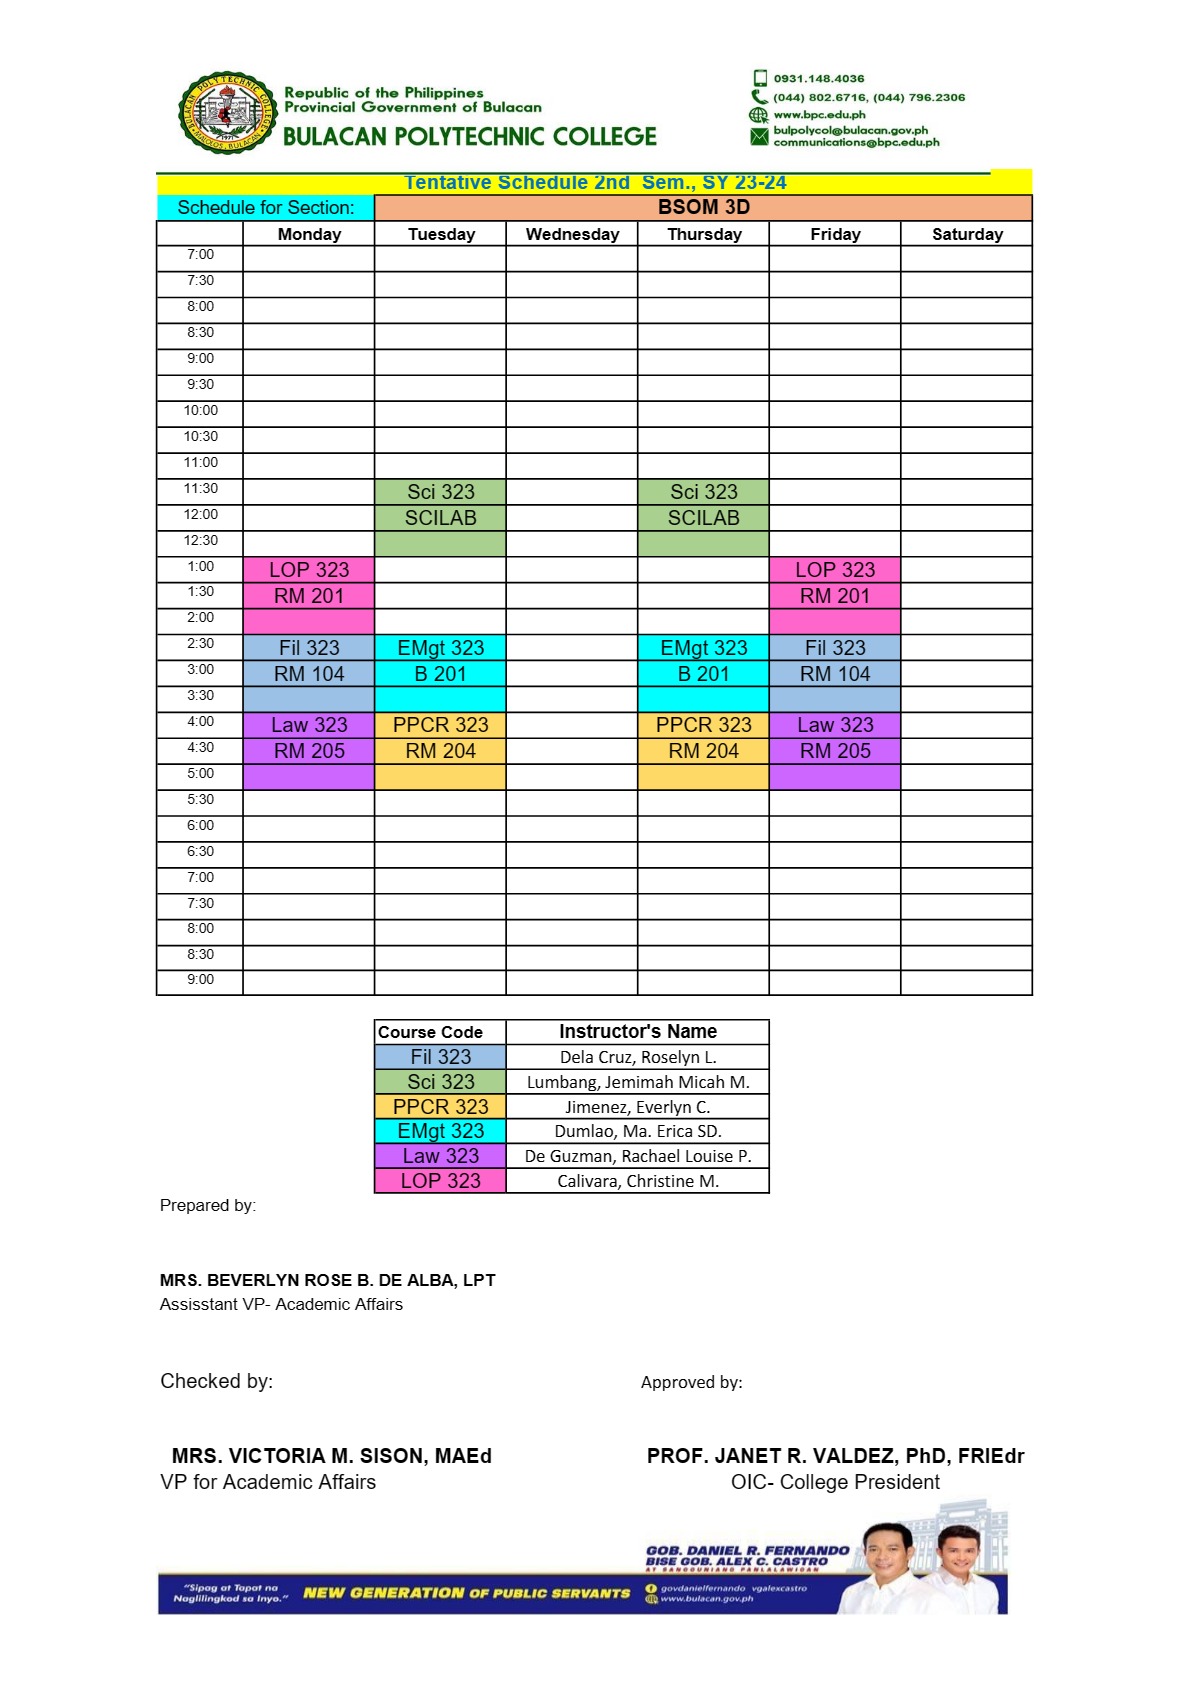 BULACAN POLYTECHNIC COLLEGE
MALOLOS, BULACAN
1971
Republic of the Philippines
Provincial Government of Bulacan
BULACAN POLYTECHNIC COLLEGE
0931.148.4036
(044) 802.6716, (044) 796.2306
www.bpc.edu.ph
bulpolycol@bulacan.gov.ph
communications@bpc.edu.ph
Tentative Schedule 2nd Sem., SY 23-24
Schedule for Section: BSOM 3D
Monday Tuesday Wednesday Thursday Friday Saturday
7:00
7:30
8:00
8:30
9:00
9:30
10:00
10:30
11:00
11:30 Sci 323 Sci 323
12:00 SCILAB SCILAB
12:30
1:00 LOP 323 LOP 323
1:30 RM 201 RM 201
2:00
2:30 Fil 323 EMgt 323 EMgt 323 Fil 323
3:00 RM 104 B 201 B 201 RM 104
3:30
4:00 Law 323 PPCR 323 PPCR 323 Law 323
4:30 RM 205 RM 204 RM 204 RM 205
5:00
5:30
6:00
6:30
7:00
7:30
8:00
8:30
9:00
Course Code Instructor's Name
Fil 323 Dela Cruz, Roselyn L.
Sci 323 Lumbang, Jemimah Micah M.
PPCR 323 Jimenez, Everlyn C.
EMgt 323 Dumlao, Ma. Erica SD.
Law 323 De Guzman, Rachael Louise P.
LOP 323 Calivara, Christine M.
Prepared by:
MRS. BEVERLYN ROSE B. DE ALBA, LPT
Assisstant VP- Academic Affairs
Checked by: Approved by:
MRS. VICTORIA M. SISON, MAEd PROF. JANET R. VALDEZ, PhD, FRIEdr
VP for Academic Affairs OIC- College President
GOB. DANIEL R. FERNANDO
BISE GOB. ALEX C. CASTRO
AT SANGGUNIANG PANLALAWIGAN
"Sipag at Tapat na
Naglilingkod sa Inyo."
NEW GENERATION OF PUBLIC SERVANTS
govdanielfernando vgalexcastro
www.bulacan.gov.ph